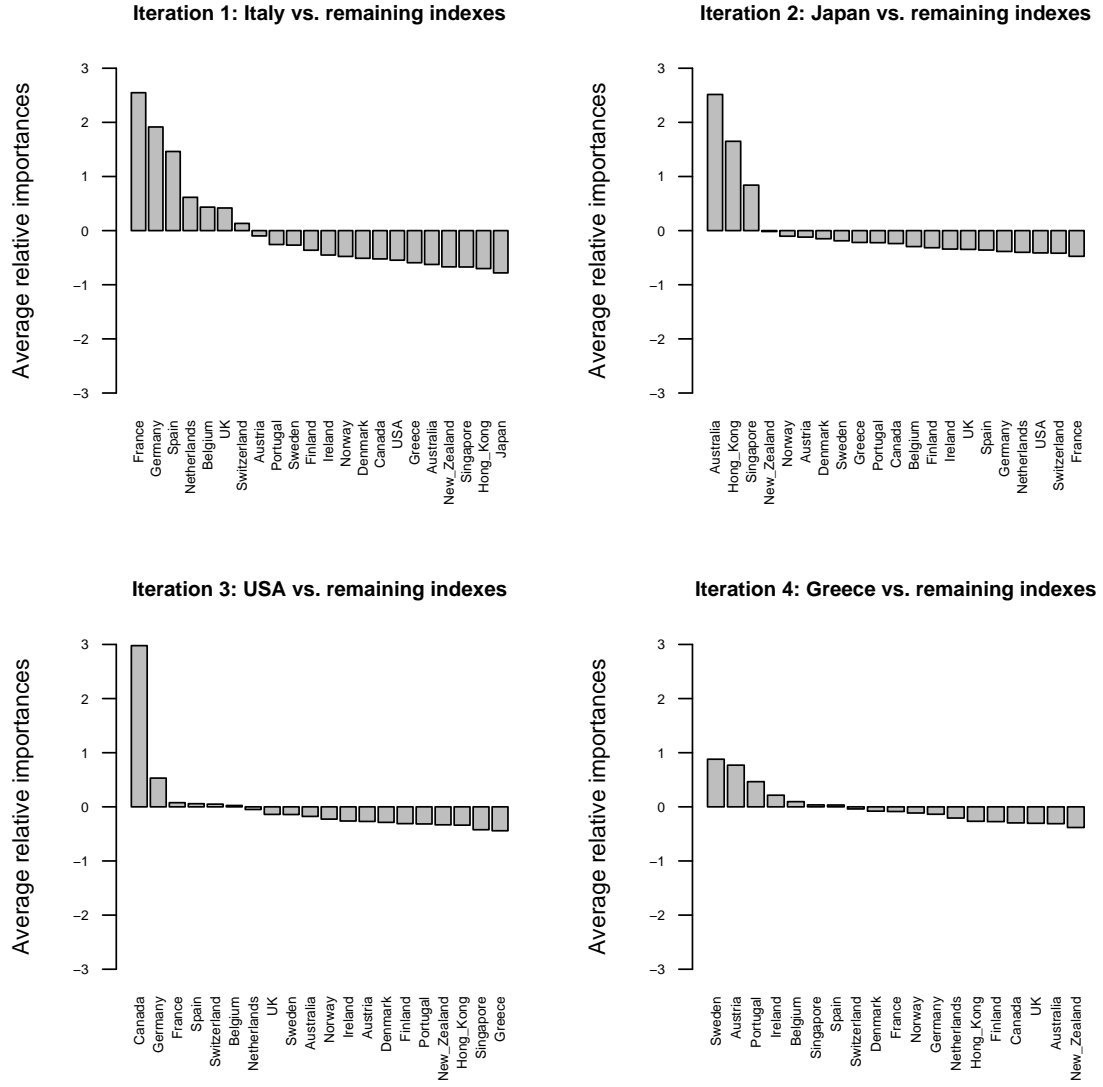 Iteration 1: Italy vs. remaining indexes
Average relative importances
3
2
1
0
−1
−2
−3
France
Germany
Spain
Netherlands
Belgium
UK
Switzerland
Austria
Portugal
Sweden
Finland
Ireland
Norway
Denmark
Canada
USA
Greece
Australia
New_Zealand
Singapore
Hong_Kong
Japan
Iteration 2: Japan vs. remaining indexes
Average relative importances
3
2
1
0
−1
−2
−3
Australia
Hong_Kong
Singapore
New_Zealand
Norway
Austria
Denmark
Sweden
Greece
Portugal
Canada
Belgium
Finland
Ireland
UK
Spain
Germany
Netherlands
USA
Switzerland
France
Iteration 3: USA vs. remaining indexes
Average relative importances
3
2
1
0
−1
−2
−3
Canada
Germany
France
Spain
Switzerland
Belgium
Netherlands
UK
Sweden
Australia
Norway
Ireland
Austria
Denmark
Finland
Portugal
New_Zealand
Hong_Kong
Singapore
Greece
Iteration 4: Greece vs. remaining indexes
Average relative importances
3
2
1
0
−1
−2
−3
Sweden
Austria
Portugal
Ireland
Belgium
Singapore
Spain
Switzerland
Denmark
France
Norway
Germany
Netherlands
Hong_Kong
Finland
Canada
UK
Australia
New_Zealand